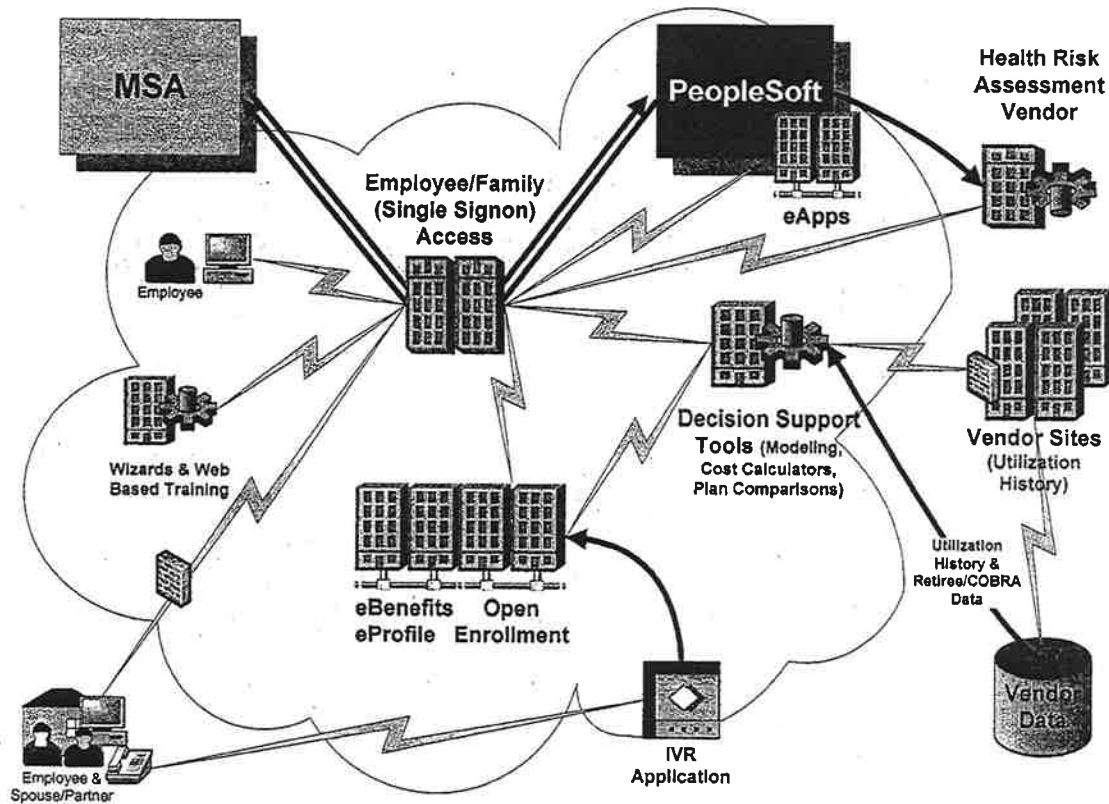 MSA
PeopleSoft
Health Risk
Assessment
Vendor
eApps
Employee/Family
(Single Signon)
Access
Employee
Wizards & Web
Based Training
Decision Support
Tools (Modeling,
Cost Calculators,
Plan Comparisons)
Vendor Sites
(Utilization
History)
eBenefits
eProfile
Open
Enrollment
Utilization
History &
Retiree/COBRA
Data
Vendor
Data
IVR
Application
Employee &
Spouse/Partner